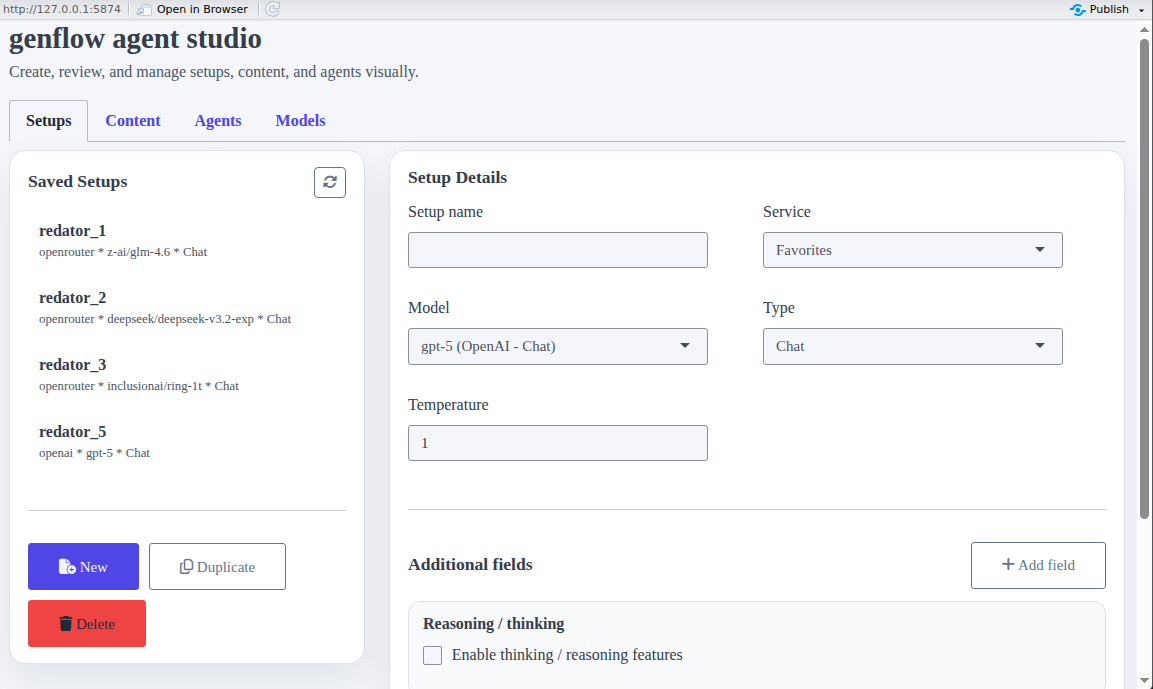 http://127.0.0.1:5874 Open in Browser Publish
genflow agent studio
Create, review, and manage setups, content, and agents visually.
Setups Content Agents Models
Saved Setups
redator_1
openrouter * z-ai/glm-4.6 * Chat
redator_2
openrouter * deepseek/deepseek-v3.2-exp * Chat
redator_3
openrouter * inclusionai/ring-1t * Chat
redator_5
openai * gpt-5 * Chat
New Duplicate
Delete
Setup Details
Setup name Service
Favorites
Model Type
gpt-5 (OpenAI - Chat) Chat
Temperature
1
Additional fields Add field
Reasoning / thinking
Enable thinking / reasoning features